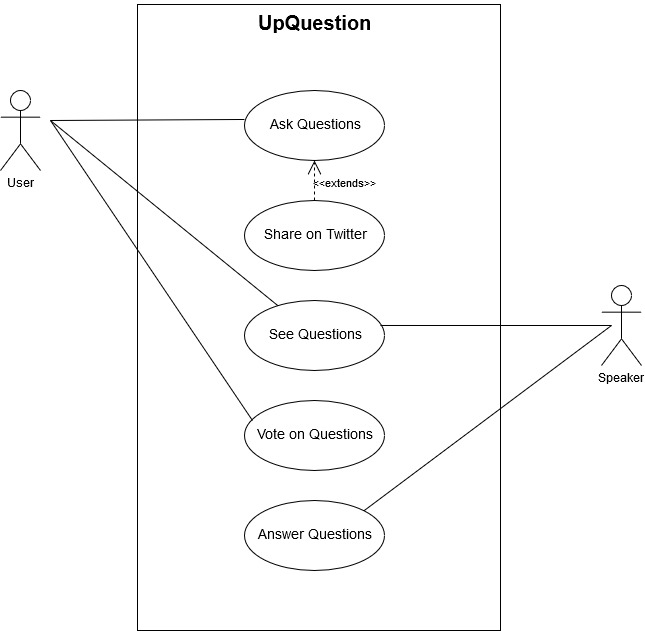 UpQuestion
Ask Questions
User
<<extends>>
Share on Twitter
See Questions
Speaker
Vote on Questions
Answer Questions